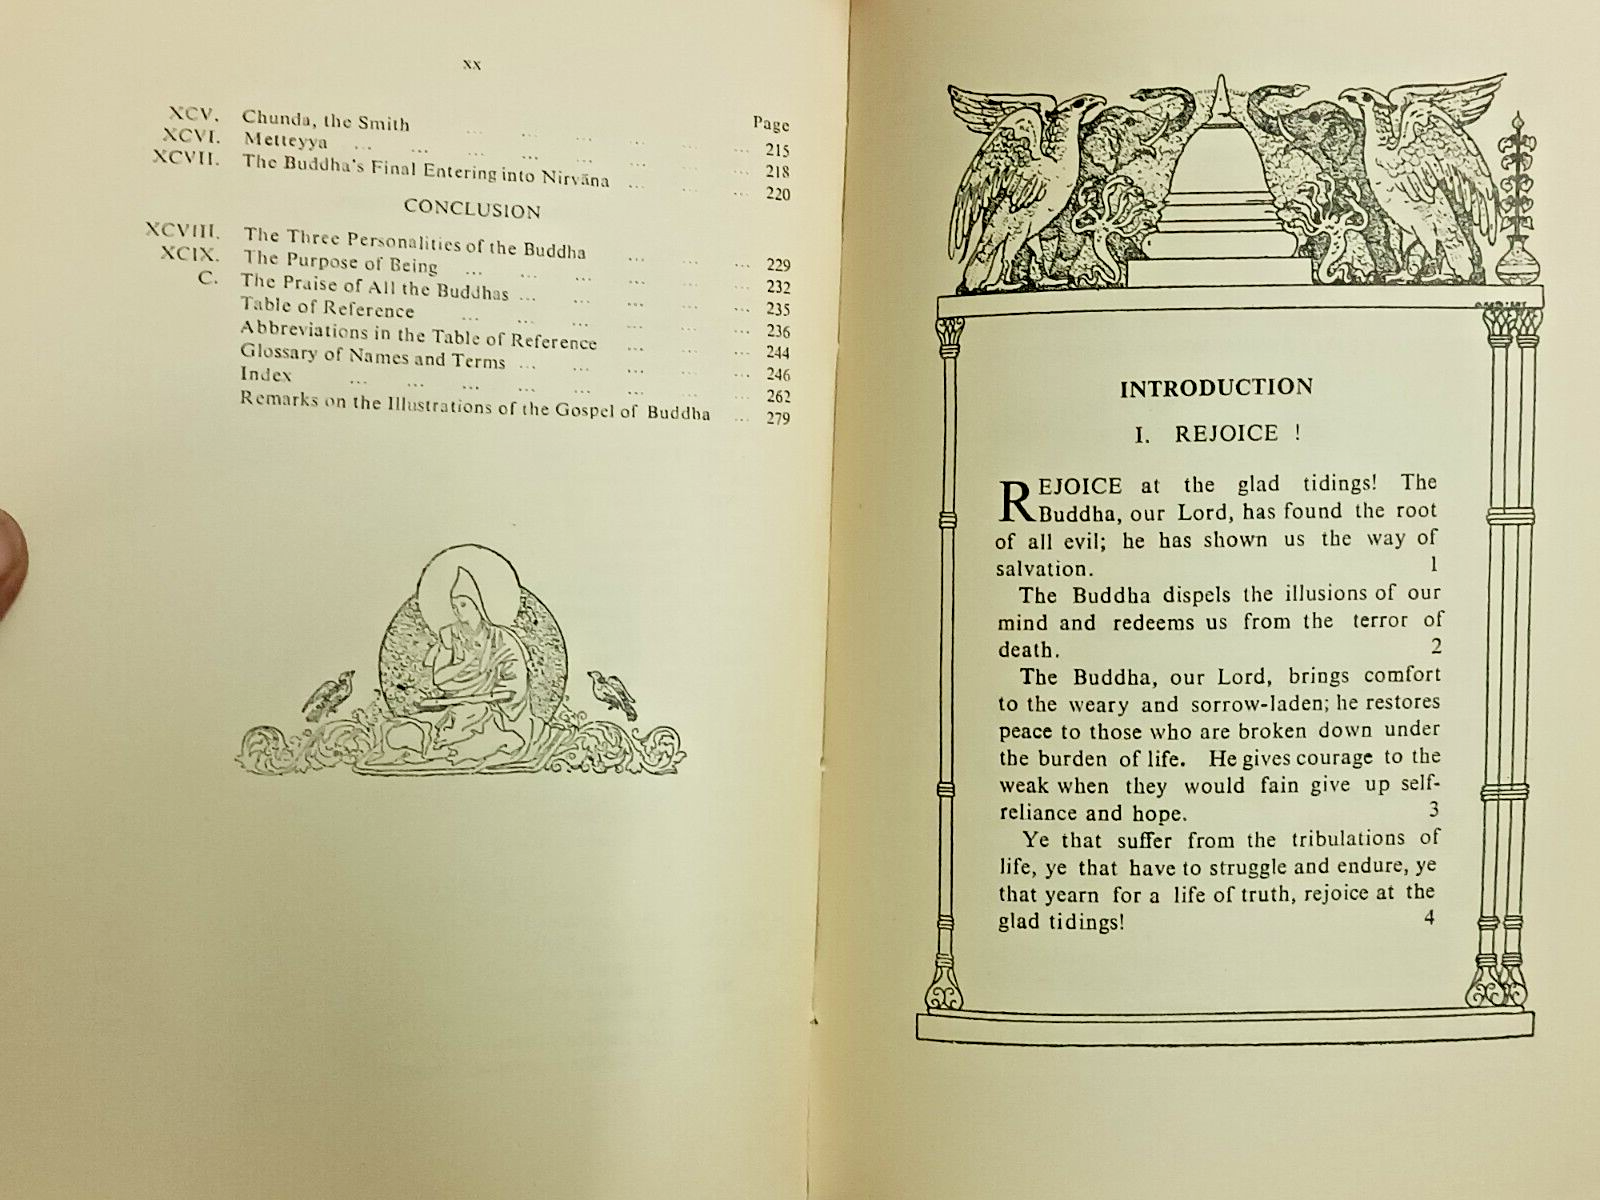 xx
Page
XCV. Chunda, the Smith ... ... ... ... ... ... 215
XCVI. Metteyya ... ... ... ... ... ... ... 218
XCVII. The Buddha's Final Entering into Nirvāna ... ... ... 220
CONCLUSION
XCVIII. The Three Personalities of the Buddha ... ... ... 229
XCIX. The Purpose of Being ... ... ... ... ... ... 232
C. The Praise of All the Buddhas ... ... ... ... ... 235
Table of Reference ... ... ... ... ... ... 236
Abbreviations in the Table of Reference ... ... ... 244
Glossary of Names and Terms ... ... ... ... ... 246
Index ... ... ... ... ... ... ... ... 262
Remarks on the Illustrations of the Gospel of Buddha ... 279
INTRODUCTION
I. REJOICE !
REJOICE at the glad tidings! The
Buddha, our Lord, has found the root
of all evil; he has shown us the way of
salvation. 1
The Buddha dispels the illusions of our
mind and redeems us from the terror of
death. 2
The Buddha, our Lord, brings comfort
to the weary and sorrow-laden; he restores
peace to those who are broken down under
the burden of life. He gives courage to the
weak when they would fain give up self-
reliance and hope. 3
Ye that suffer from the tribulations of
life, ye that have to struggle and endure, ye
that yearn for a life of truth, rejoice at the
glad tidings! 4